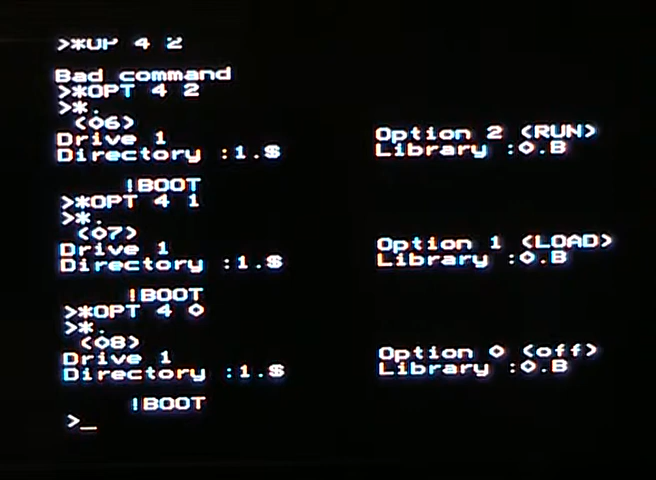 >*UP 4 2
Bad command
>*OPT 4 2
>*.
(06)
Drive 1 Option 2 (RUN)
Directory :1.$ Library :0.B
!BOOT
>*OPT 4 1
>*.
(07)
Drive 1 Option 1 (LOAD)
Directory :1.$ Library :0.B
!BOOT
>*OPT 4 0
>*.
(08)
Drive 1 Option 0 (off)
Directory :1.$ Library :0.B
!BOOT
>_